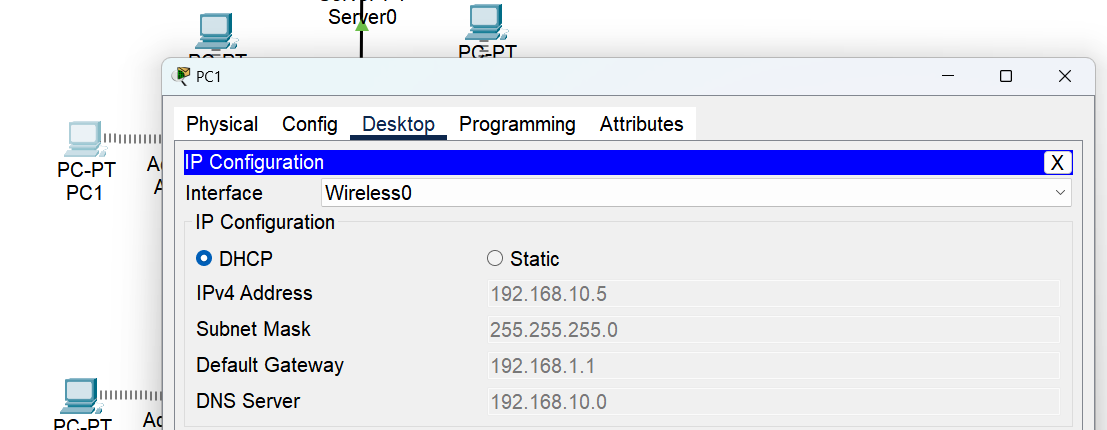 Server0
PC1
Physical Config Desktop Programming Attributes
IP Configuration X
Interface Wireless0
IP Configuration
DHCP Static
IPv4 Address 192.168.10.5
Subnet Mask 255.255.255.0
Default Gateway 192.168.1.1
DNS Server 192.168.10.0
PC-PT
PC-PT
PC-PT
PC1
PC-PT